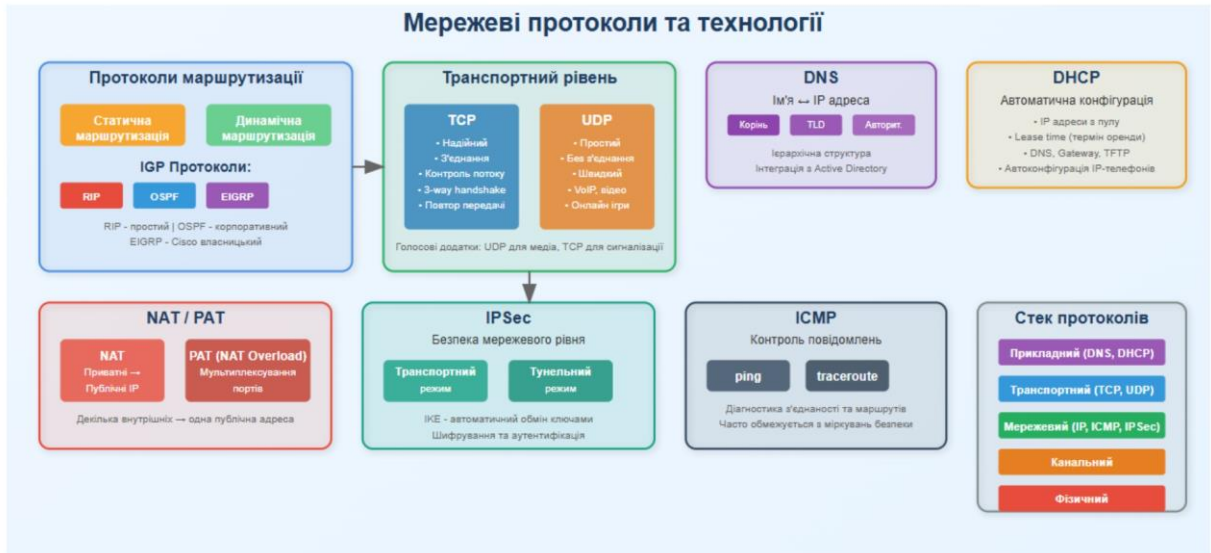 Мережеві протоколи та технології
Протоколи маршрутизації
Статична
маршрутизація
Динамічна
маршрутизація
IGP Протоколи:
RIP
OSPF
EIGRP
RIP - простий | OSPF - корпоративний
EIGRP - Cisco власницький
Транспортний рівень
TCP
• Надійний
• З'єднання
• Контроль потоку
• 3-way handshake
• Повтор передачі
UDP
• Простий
• Без з'єднання
• Швидкий
• VoIP, відео
• Онлайн ігри
Голосові додатки: UDP для медіа, TCP для сигналізації
DNS
Ім'я ↔ IP адреса
Корінь
TLD
Авторит.
Ієрархічна структура
Інтеграція з Active Directory
DHCP
Автоматична конфігурація
• IP адреси з пулу
• Lease time (термін оренди)
• DNS, Gateway, TFTP
• Автоконфігурація IP-телефонів
NAT / PAT
NAT
Приватні →
Публічні IP
PAT (NAT Overload)
Мультиплексування
портів
Декілька внутрішніх → одна публічна адреса
IPSec
Безпека мережевого рівня
Транспортний
режим
Тунельний
режим
IKE - автоматичний обмін ключами
Шифрування та аутентифікація
ICMP
Контроль повідомлень
ping
traceroute
Діагностика з'єднаності та маршрутів
Часто обмежується з міркувань безпеки
Стек протоколів
Прикладний (DNS, DHCP)
Транспортний (TCP, UDP)
Мережевий (IP, ICMP, IPSec)
Канальний
Фізичний